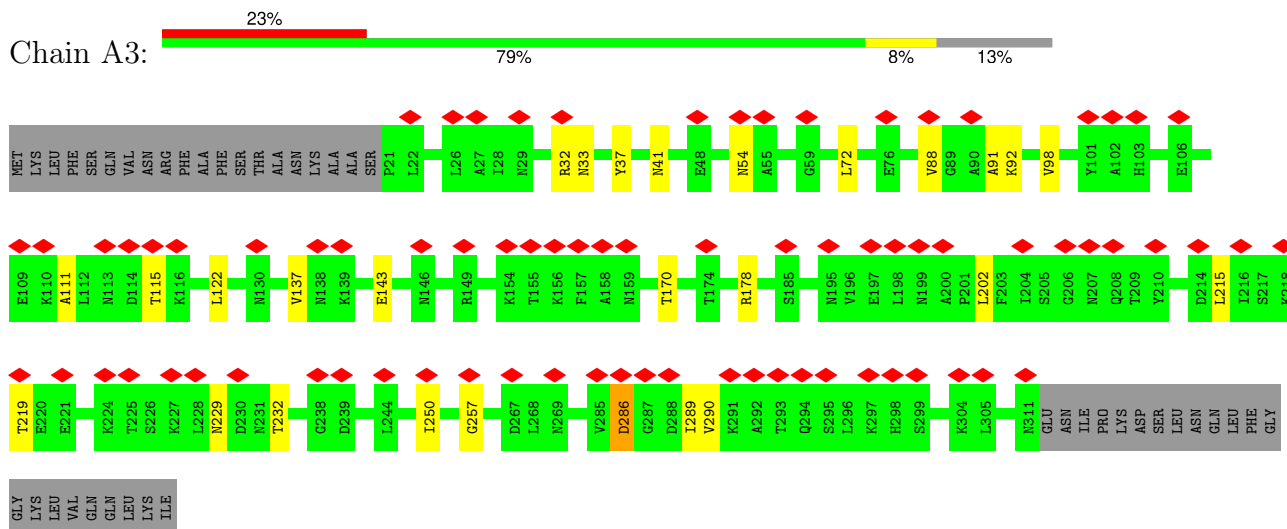 23%
Chain A3:
79% 8% 13%
MET LYS LEU PHE SER GLN VAL ASN ARG PHE ALA PHE SER THR ALA ASN LYS ALA ALA SER P21 L22 L26 A27 I28 N29 R32 N33 Y37 N41 E48 N54 A55 G59 L72 E76 V88 G89 A90 A91 K92 V98 Y101 A102 H103 E106
E109 K110 A111 L112 N113 D114 T115 K116 L122 N130 V137 N138 K139 E143 N146 R149 K154 T155 K156 F157 A158 N159 T170 T174 R178 S185 N195 V196 E197 L198 N199 A200 P201 L202 F203 I204 S205 G206 N207 Q208 T209 Y210 D214 L215 I216 S217 K218
T219 E220 E221 K224 T225 S226 K227 L228 N229 D230 N231 T232 G238 D239 L244 I250 G257 D267 L268 N269 V285 D286 G287 D288 I289 V290 K291 A292 T293 Q294 S295 L296 K297 H298 S299 K304 L305 N311 GLU ASN ILE PRO LYS ASP SER LEU ASN GLN LEU PHE GLY
GLY LYS LEU VAL GLN GLN LEU LYS ILE